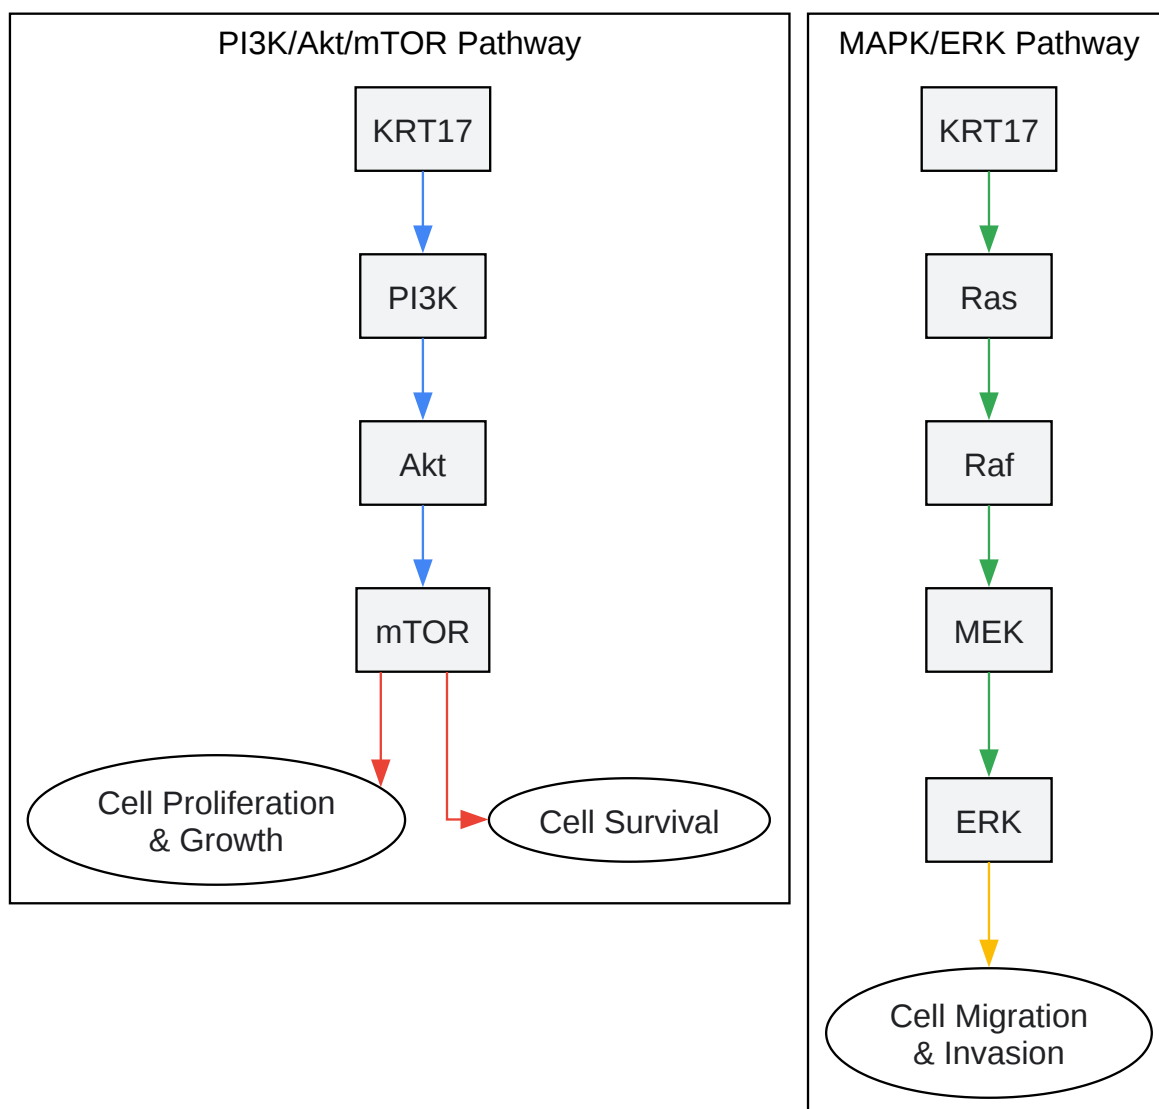 PI3K/Akt/mTOR Pathway
KRT17
PI3K
Akt
mTOR
Cell Proliferation
& Growth
Cell Survival
MAPK/ERK Pathway
KRT17
Ras
Raf
MEK
ERK
Cell Migration
& Invasion